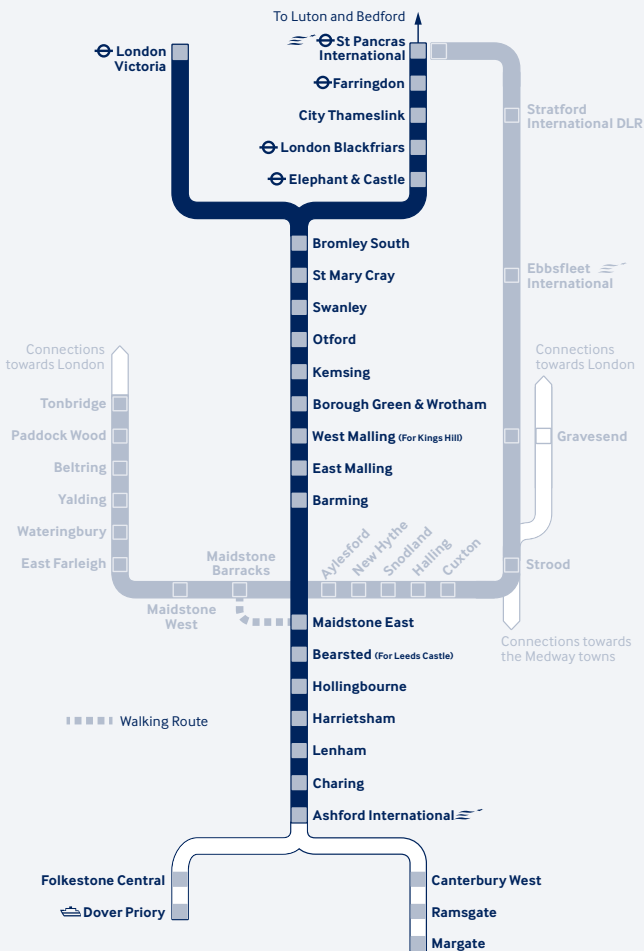 To Luton and Bedford
London
Victoria
St Pancras
International
Farringdon
City Thameslink
London Blackfriars
Elephant & Castle
Stratford
International DLR
Bromley South
St Mary Cray
Ebbsfleet
International
Swanley
Otford
Connections
towards London
Connections
towards London
Kemsing
Tonbridge
Borough Green & Wrotham
Paddock Wood
West Malling (For Kings Hill)
Gravesend
Beltring
East Malling
Yalding
Barming
Wateringbury
East Farleigh
Maidstone
Barracks
Aylesford
New Hythe
Snodland
Halling
Cuxton
Strood
Maidstone
West
Maidstone East
Connections towards
the Medway towns
Bearsted (For Leeds Castle)
Hollingbourne
Walking Route
Harrietsham
Lenham
Charing
Ashford International
Folkestone Central
Canterbury West
Dover Priory
Ramsgate
Margate